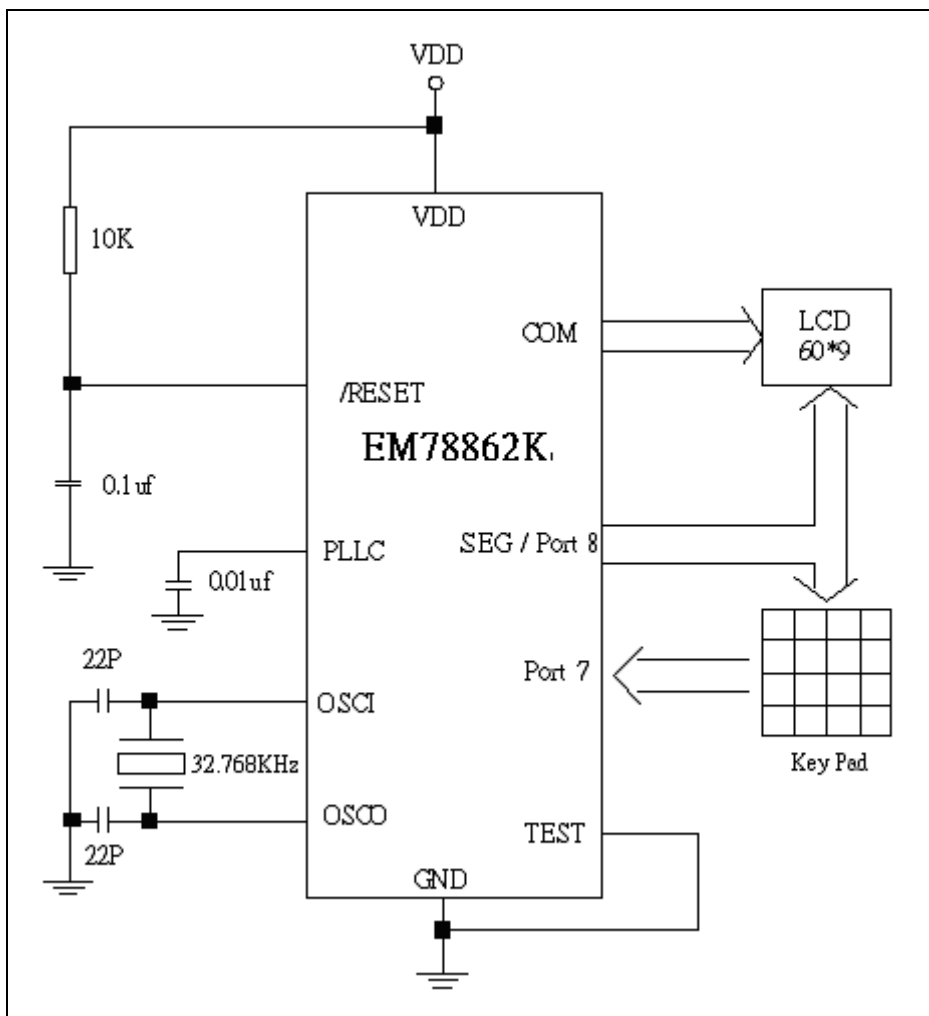 VDD
VDD
10K
COM
LCD
60*9
/RESET
EM78862K
0.1uf
PLLC
SEG / Port 8
0.01uf
22P
Port 7
OSCI
32.768KHz
Key Pad
OSCO
TEST
22P
GND